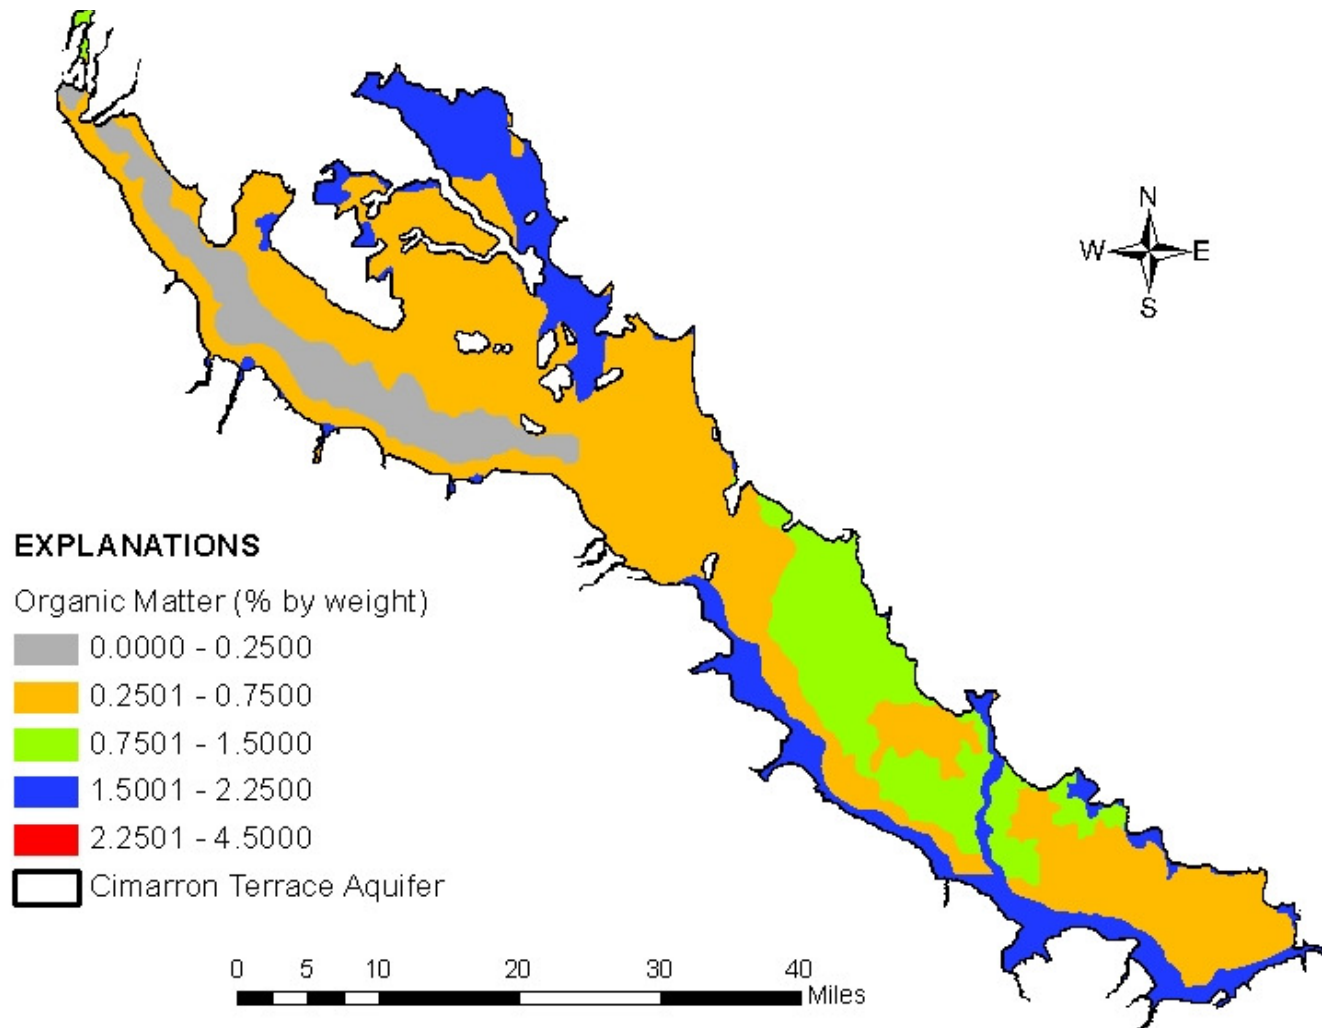 N
W E
S
EXPLANATIONS
Organic Matter (% by weight)
0.0000 - 0.2500
0.2501 - 0.7500
0.7501 - 1.5000
1.5001 - 2.2500
2.2501 - 4.5000
Cimarron Terrace Aquifer
0 5 10 20 30 40
Miles